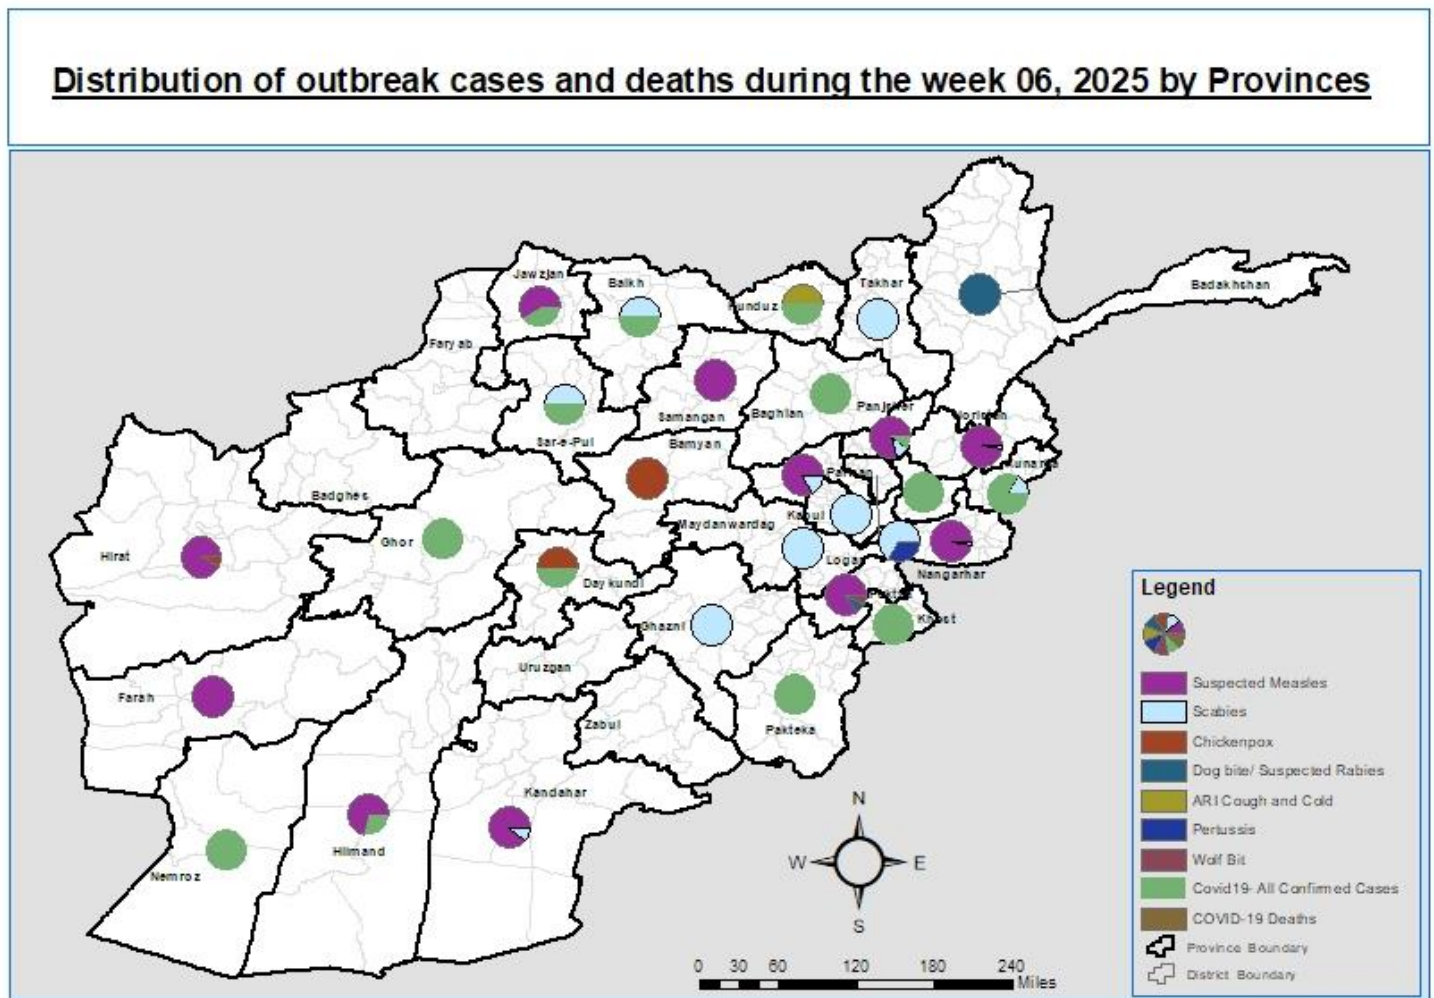 Distribution of outbreak cases and deaths during the week 06, 2025 by Provinces
Jawzjan
Balkh
Takhar
Badakhshan
Faryab
Samangan
Baghlan
Panjsher
Sar-e-Pul
Bamyan
Badghes
Kabul
Maydanwardag
Hirat
Ghor
Logar
Nangarhar
Day kundi
Khost
Ghazni
Uruzgan
Farah
Zabul
Pakteka
Kandahar
Hilmand
Nemroz
N
W
E
S
0 30 60 120 180 240
Miles
Legend
Suspected Measles
Scabies
Chickenpox
Dog bite/ Suspected Rabies
ARI Cough and Cold
Pertussis
Wolf Bit
Covid19- All Confirmed Cases
COVID-19 Deaths
Province Boundary
District Boundary